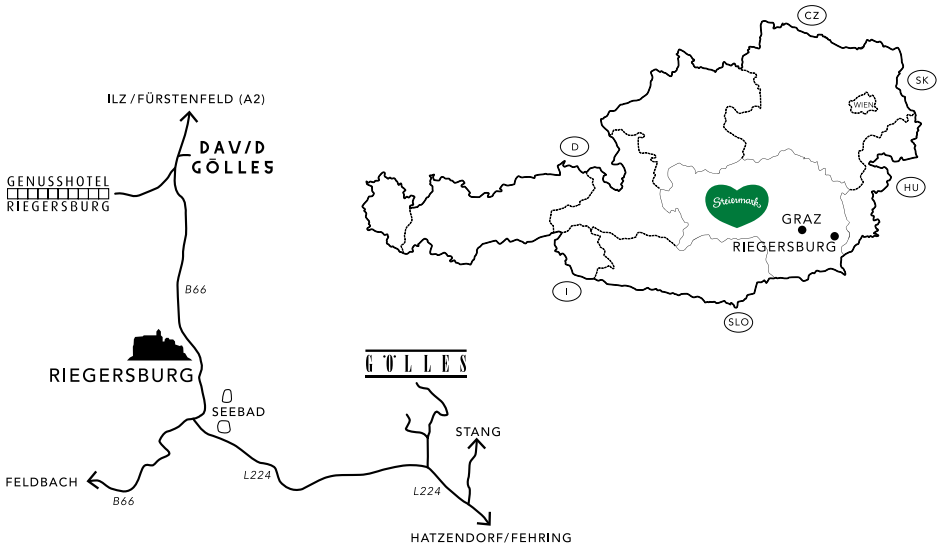 ILZ/FÜRSTENFELD (A2)
DAVID
GÖLLES
GENUSSHOTEL
RIEGERSBURG
B66
RIEGERSBURG
SEEBAD
GÖLLES
STANG
L224
L224
FELDBACH
B66
HATZENDORF/FEHRING
CZ
SK
WIEN
D
HU
Steiermark
GRAZ
RIEGERSBURG
I
SLO